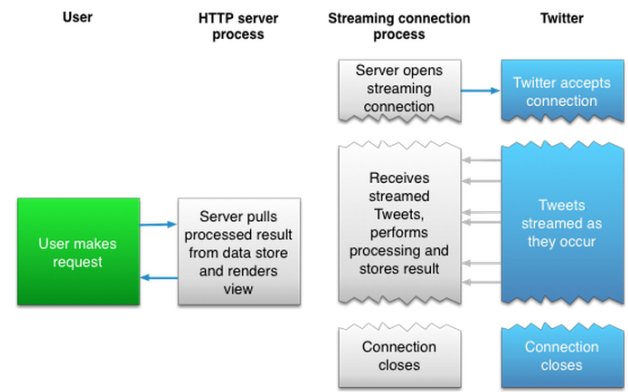 User
HTTP server
process
Streaming connection
process
Twitter
Server opens
streaming
connection
Twitter accepts
connection
User makes
request
Server pulls
processed result
from data store
and renders
view
Receives
streamed
Tweets,
performs
processing and
stores result
Tweets
streamed as
they occur
Connection
closes
Connection
closes